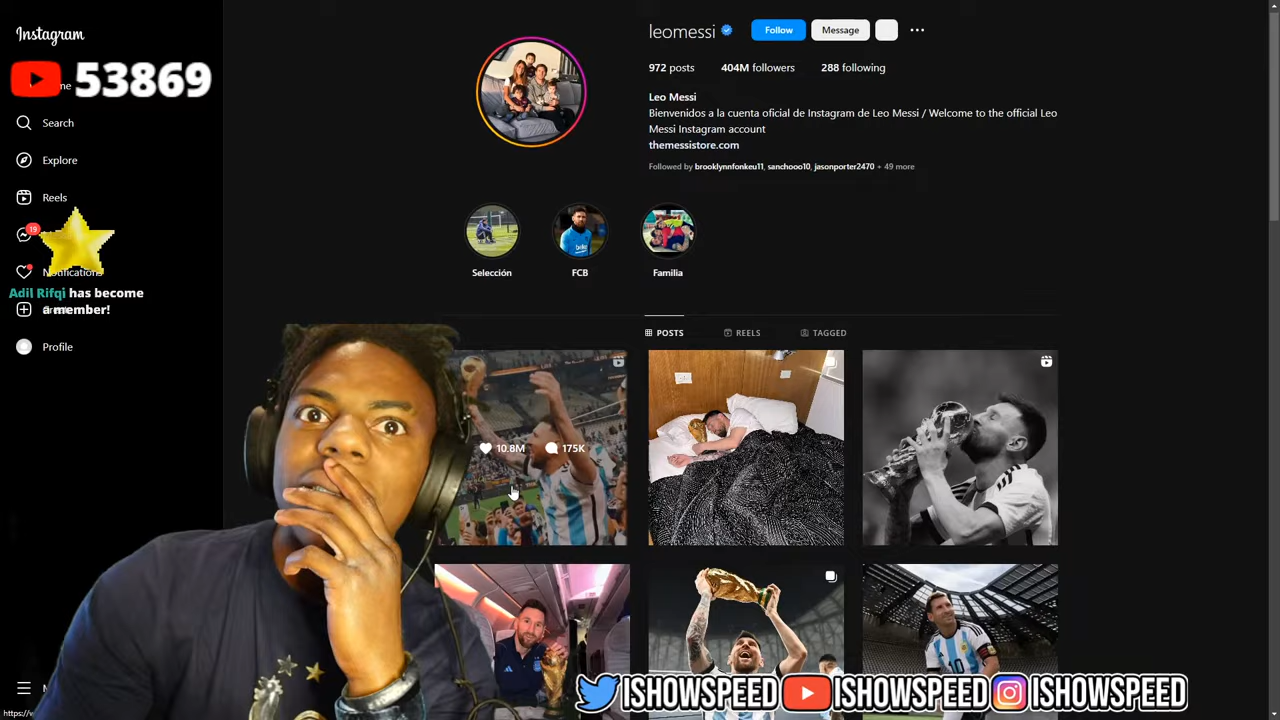 Instagram
53869
Search
Explore
Reels
19
Notifications
Adil Rifqi has become
a member!
Profile
leomessi
Follow
Message
972 posts
404M followers
288 following
Leo Messi
Bienvenidos a la cuenta oficial de Instagram de Leo Messi / Welcome to the official Leo
Messi Instagram account
themessistore.com
Followed by brooklynnfonkeu11, sanchooo10, jasonporter2470 + 49 more
Selección
FCB
Familia
POSTS
REELS
TAGGED
10.8M
175K
10
ISHOWSPEED
ISHOWSPEED
ISHOWSPEED